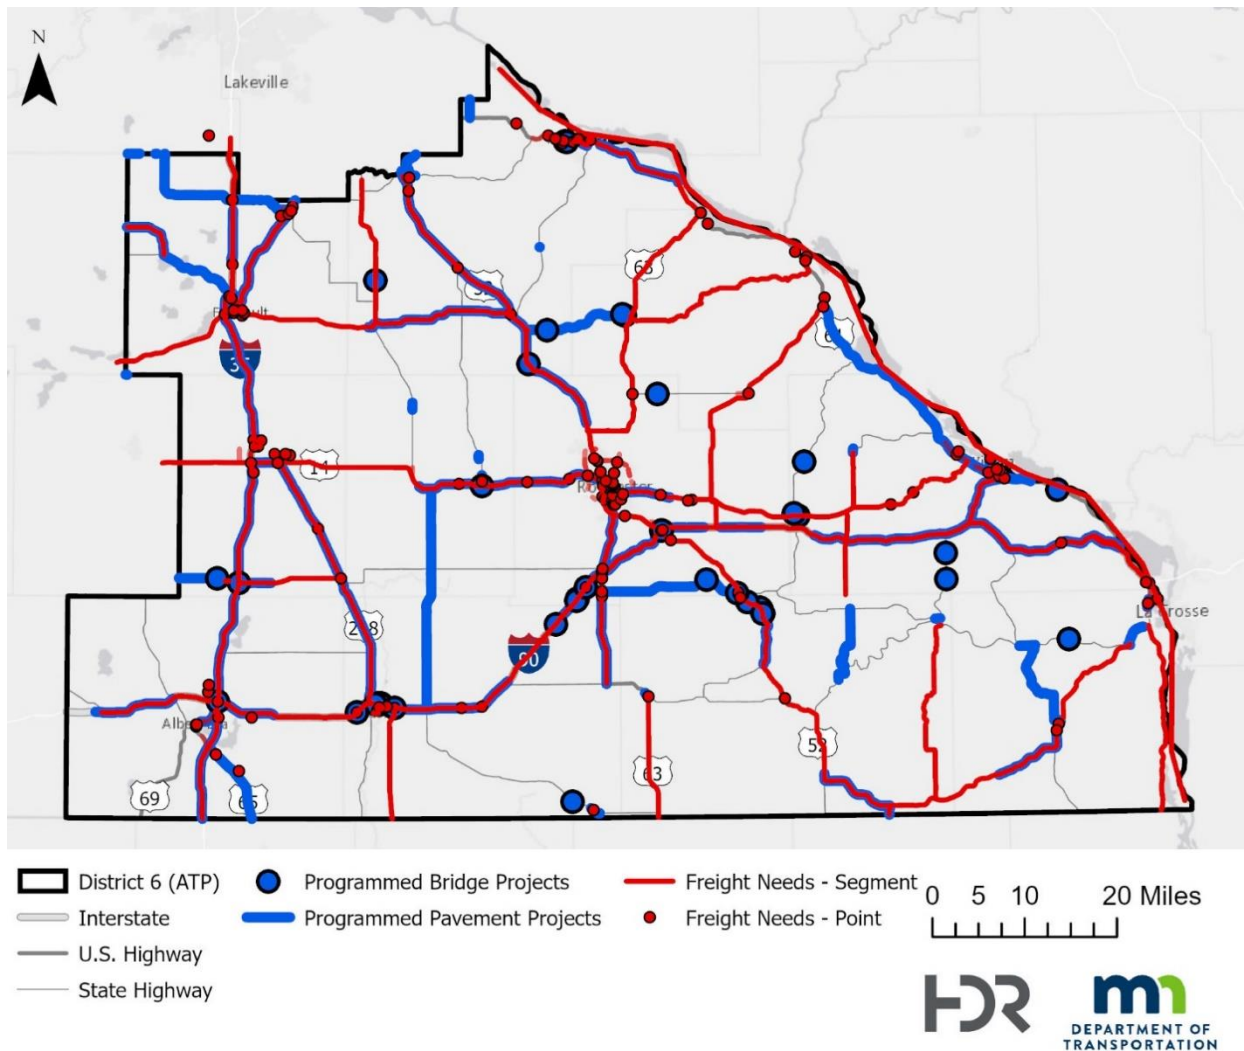 N
Lakeville
63
52
35
61
14
218
90
La Crosse
52
63
69
65
District 6 (ATP)
Interstate
U.S. Highway
State Highway
Programmed Bridge Projects
Programmed Pavement Projects
Freight Needs - Segment
Freight Needs - Point
0 5 10 20 Miles
HDR
mn
DEPARTMENT OF
TRANSPORTATION